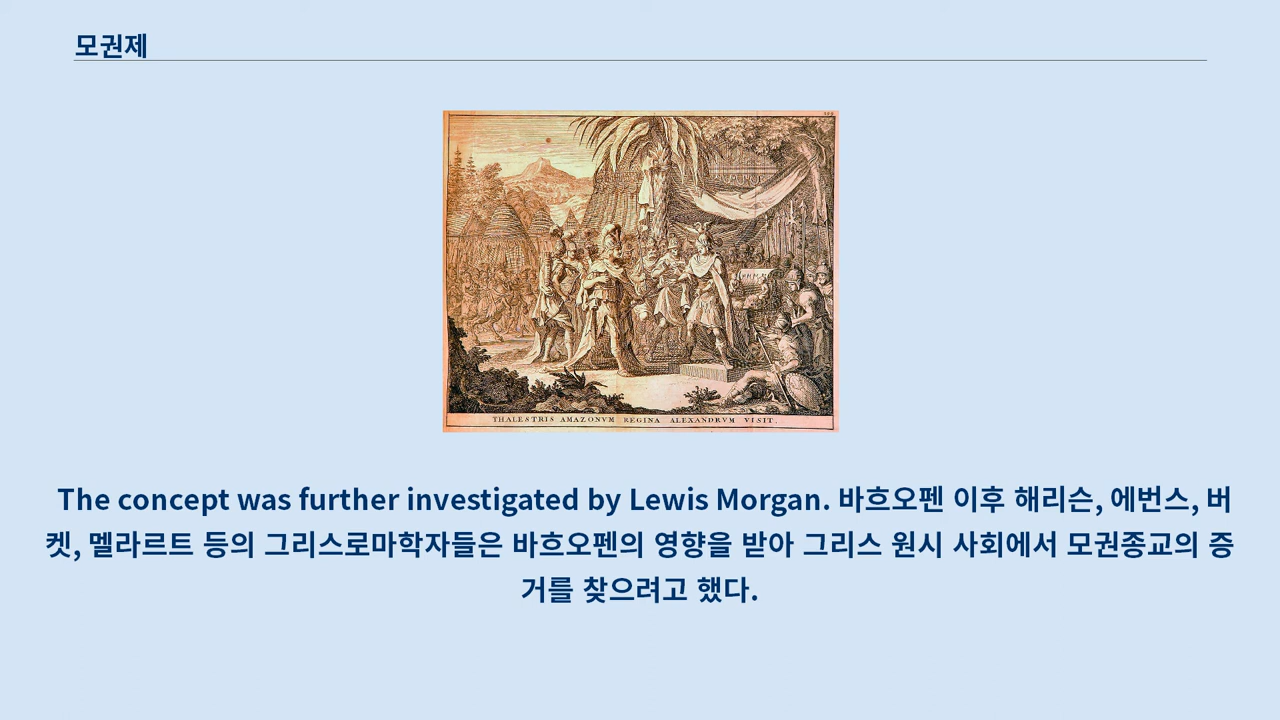 모권제
THALESTRIS AMAZONVM REGINA ALEXANDRVM VISIT.
The concept was further investigated by Lewis Morgan. 바흐오펜 이후 해리슨, 에번스, 버
켓, 멜라르트 등의 그리스로마학자들은 바흐오펜의 영향을 받아 그리스 원시 사회에서 모권종교의 증
거를 찾으려고 했다.